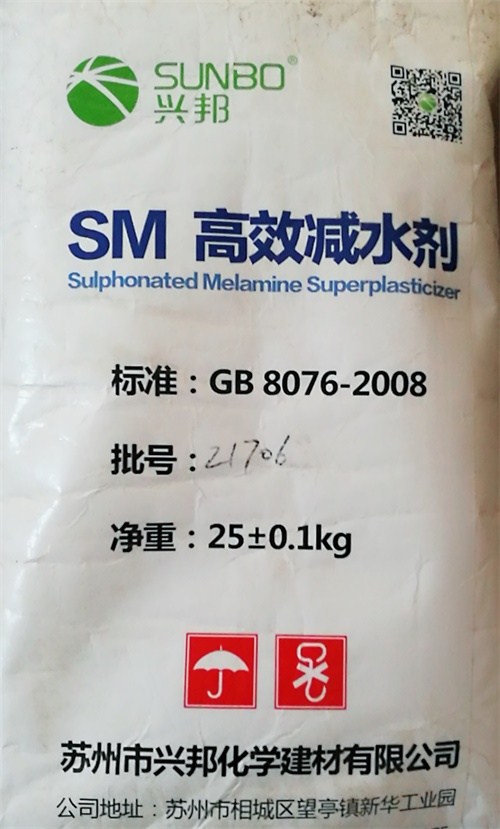 SUNBO®
兴邦
SM 高效减水剂
Sulphonated Melamine Superplasticizer
标准：GB 8076-2008
批号：21706
净重：25±0.1kg
苏州市兴邦化学建材有限公司
公司地址：苏州市相城区望亭镇新华工业园